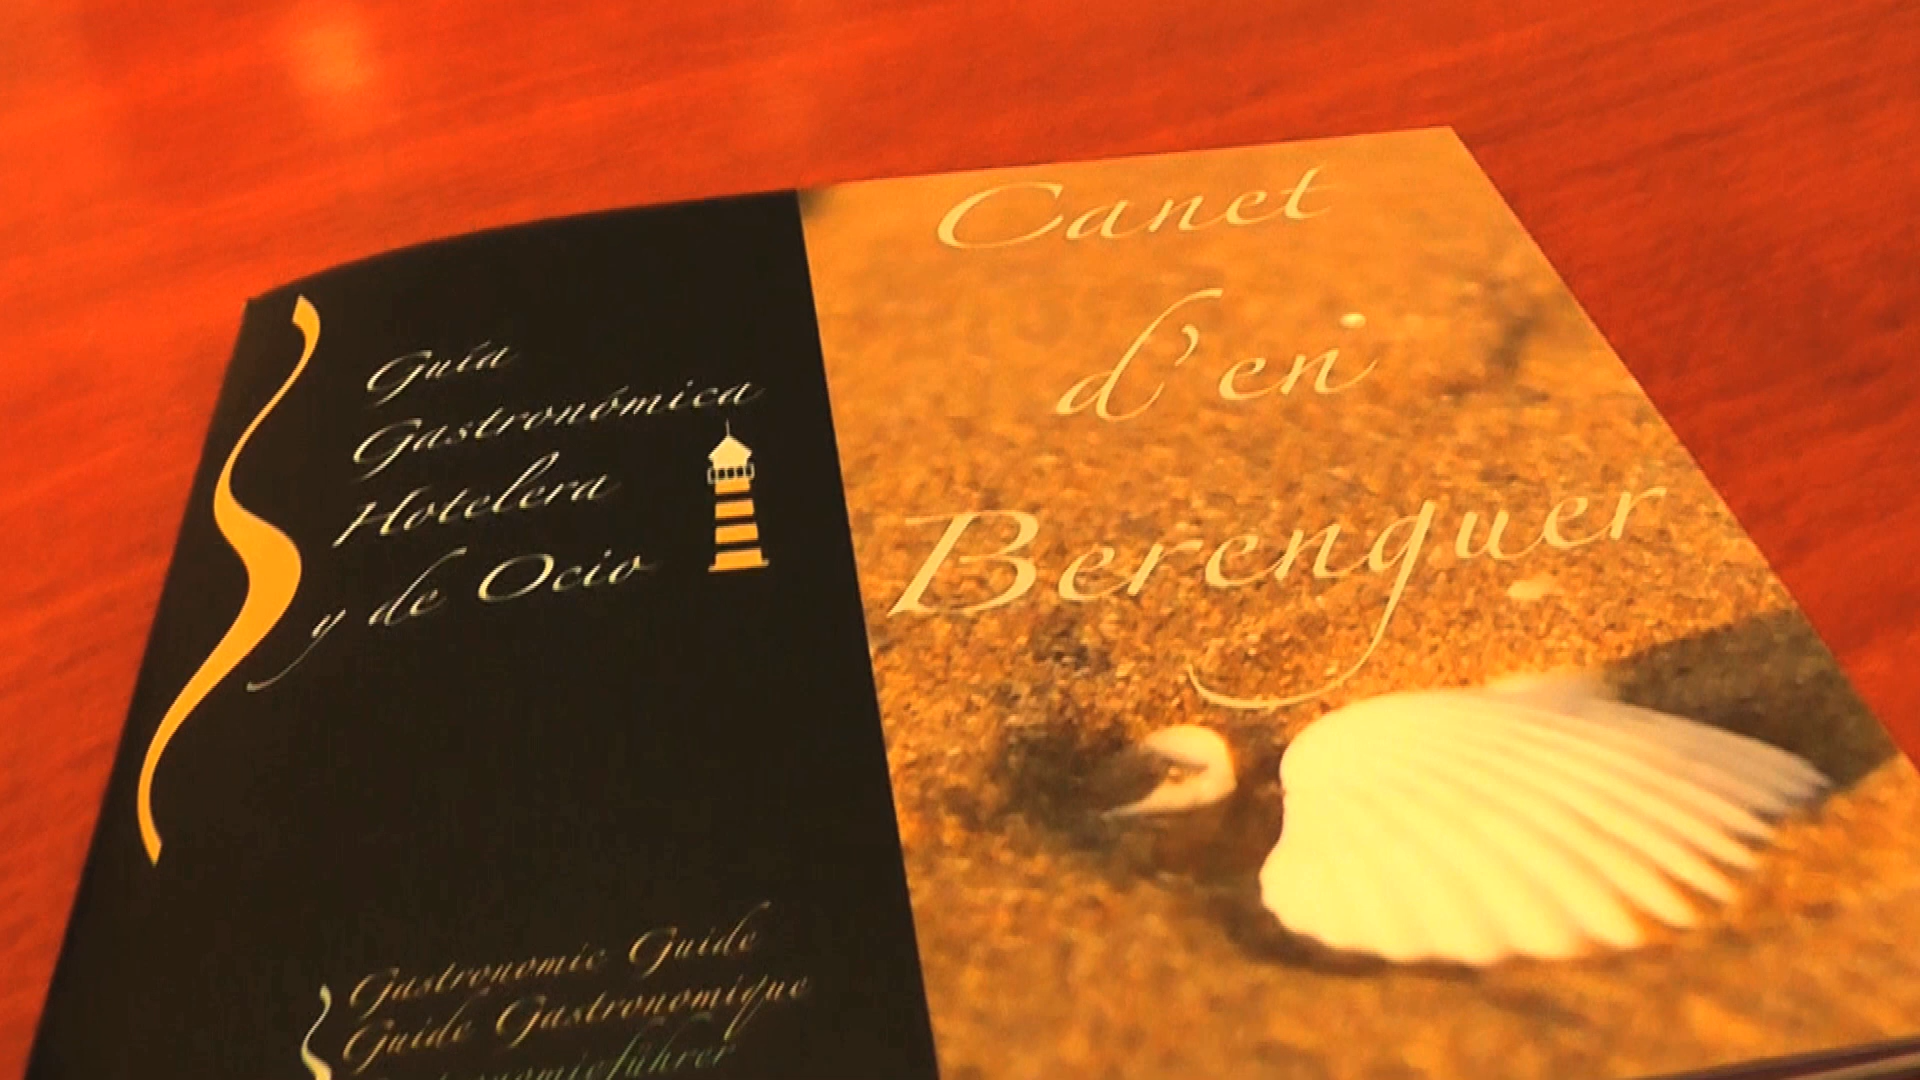 Guía
Gastronómica
Hotelera
y de Ocio
Gastronomic Guide
Guide Gastronomique
Canet
d'en
Berenguer